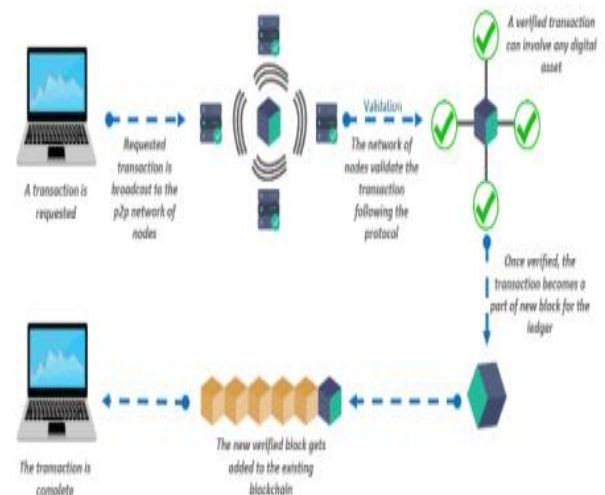 A verified transaction
can involve any digital
asset
Validation
A transaction is
requested
Requested
transaction is
broadcast to the
p2p network of
nodes
The network of
nodes validate the
transaction
following the
protocol
Once verified, the
transaction becomes a
part of new block for the
ledger
The new verified block gets
added to the existing
blockchain
The transaction is
complete